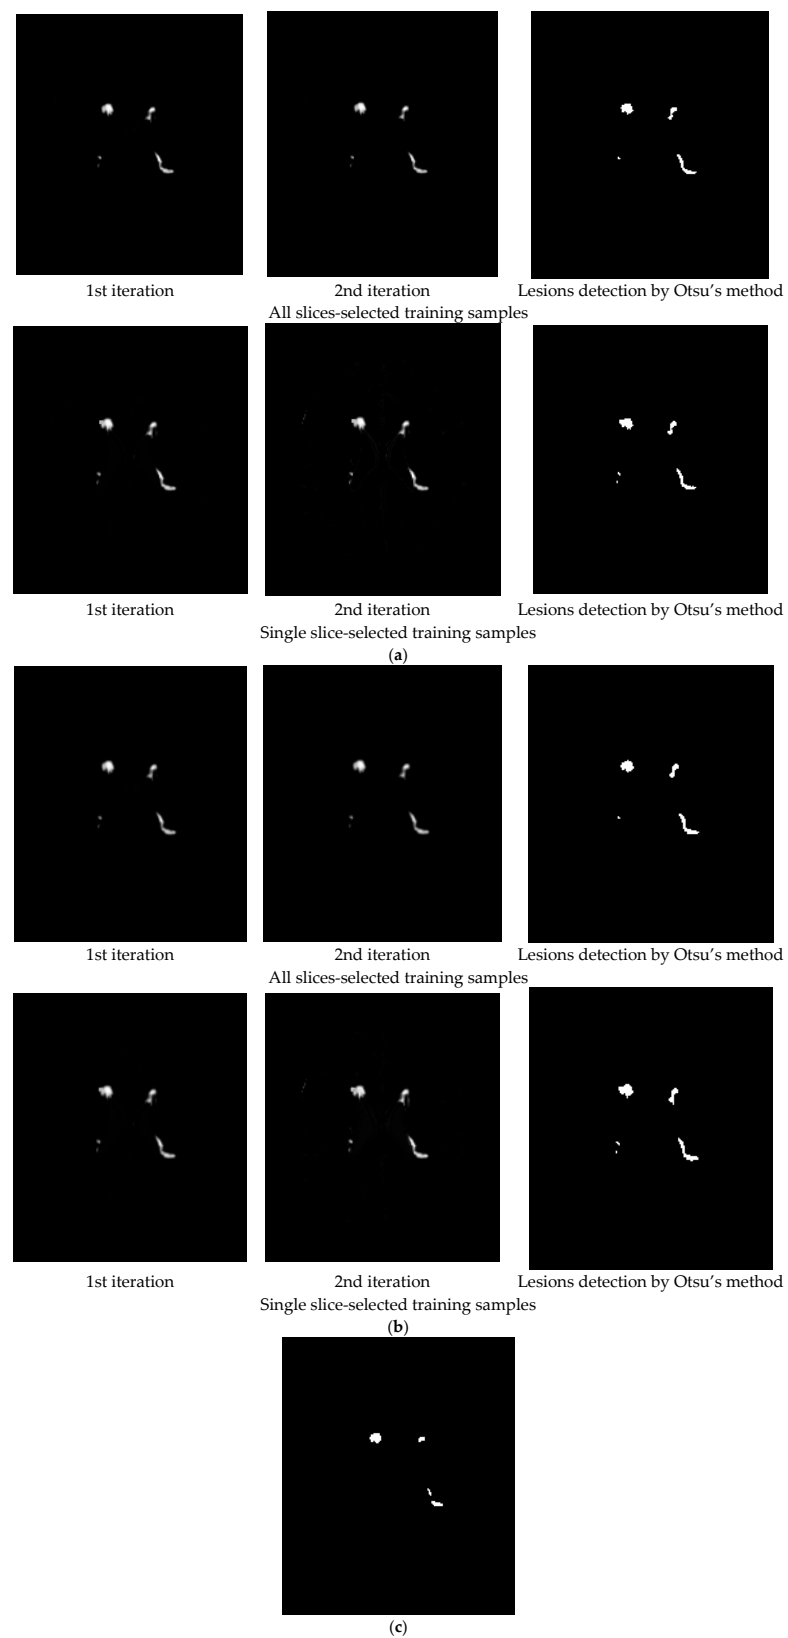 1st iteration 2nd iteration Lesions detection by Otsu's method
All slices-selected training samples
1st iteration 2nd iteration Lesions detection by Otsu's method
Single slice-selected training samples
(a)
1st iteration 2nd iteration Lesions detection by Otsu's method
All slices-selected training samples
1st iteration 2nd iteration Lesions detection by Otsu's method
Single slice-selected training samples
(b)
(c)